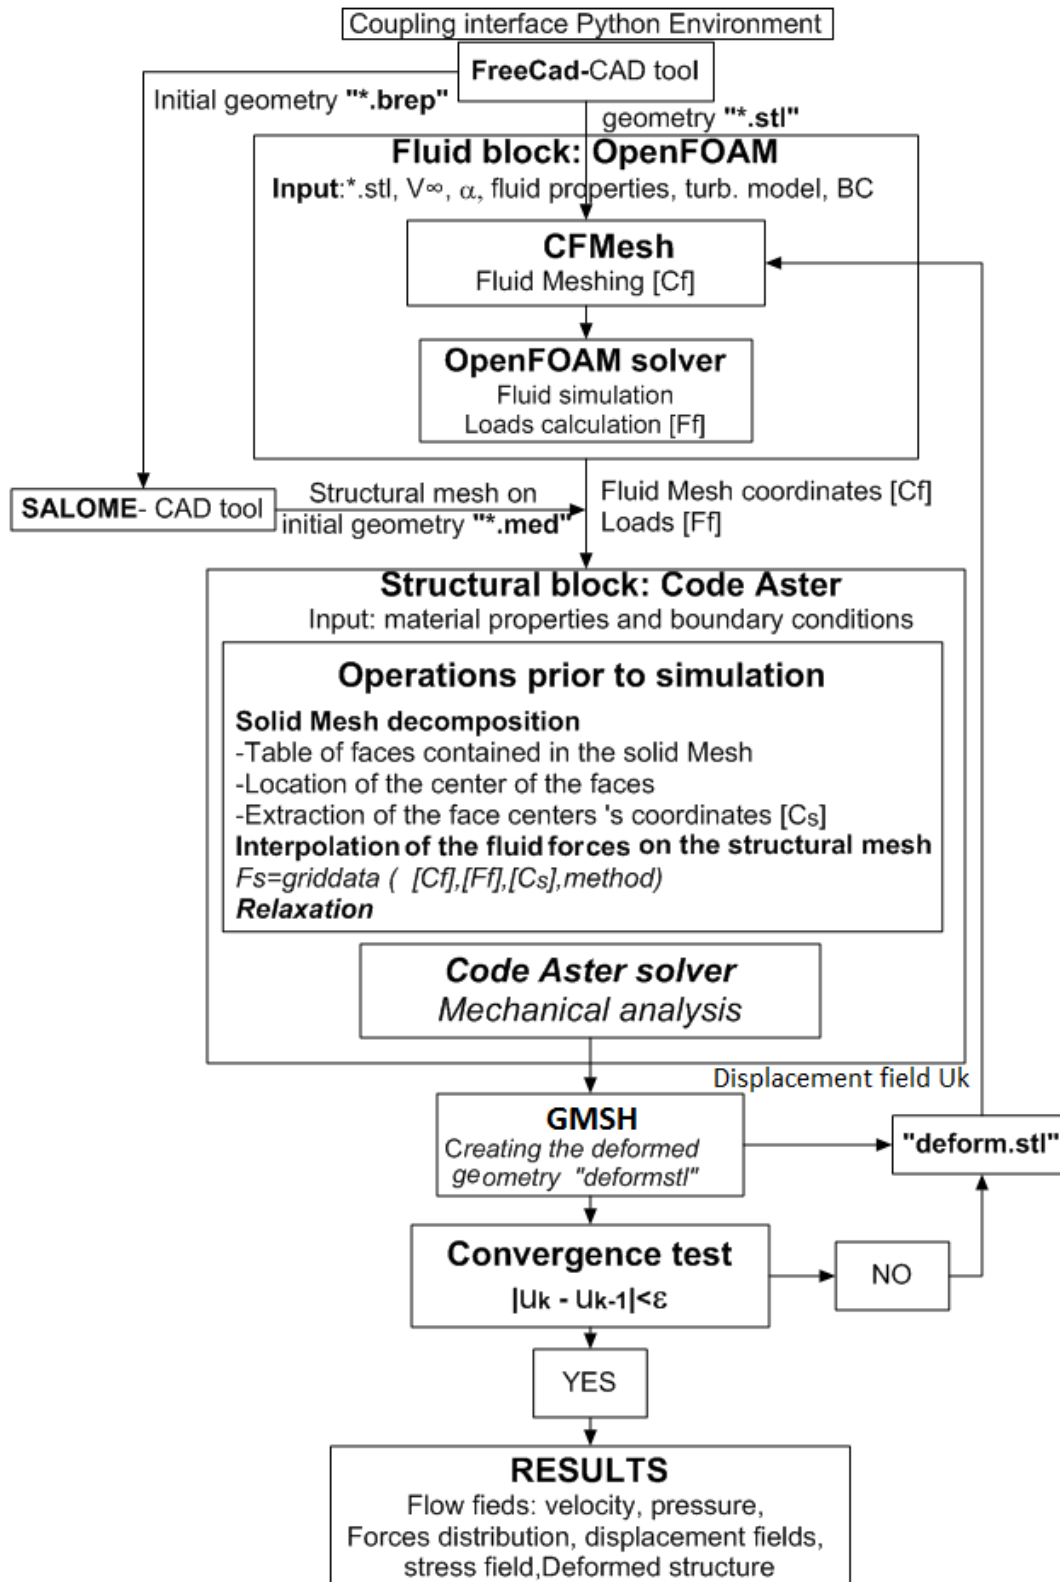 Coupling interface Python Environment
FreeCad-CAD tool
Initial geometry "*.brep"
geometry "*.stl"
Fluid block: OpenFOAM
Input:*.stl, V∞, α, fluid properties, turb. model, BC
CFMesh
Fluid Meshing [Cf]
OpenFOAM solver
Fluid simulation
Loads calculation [Ff]
SALOME- CAD tool
Structural mesh on
initial geometry "*.med"
Fluid Mesh coordinates [Cf]
Loads [Ff]
Structural block: Code Aster
Input: material properties and boundary conditions
Operations prior to simulation
Solid Mesh decomposition
-Table of faces contained in the solid Mesh
-Location of the center of the faces
-Extraction of the face centers 's coordinates [Cs]
Interpolation of the fluid forces on the structural mesh
Fs=griddata ( [Cf],[Ff],[Cs],method)
Relaxation
Code Aster solver
Mechanical analysis
Displacement field Uk
GMSH
Creating the deformed
geometry "deformstl"
"deform.stl"
Convergence test
|Uk - Uk-1|<ε
NO
YES
RESULTS
Flow fieds: velocity, pressure,
Forces distribution, displacement fields,
stress field,Deformed structure